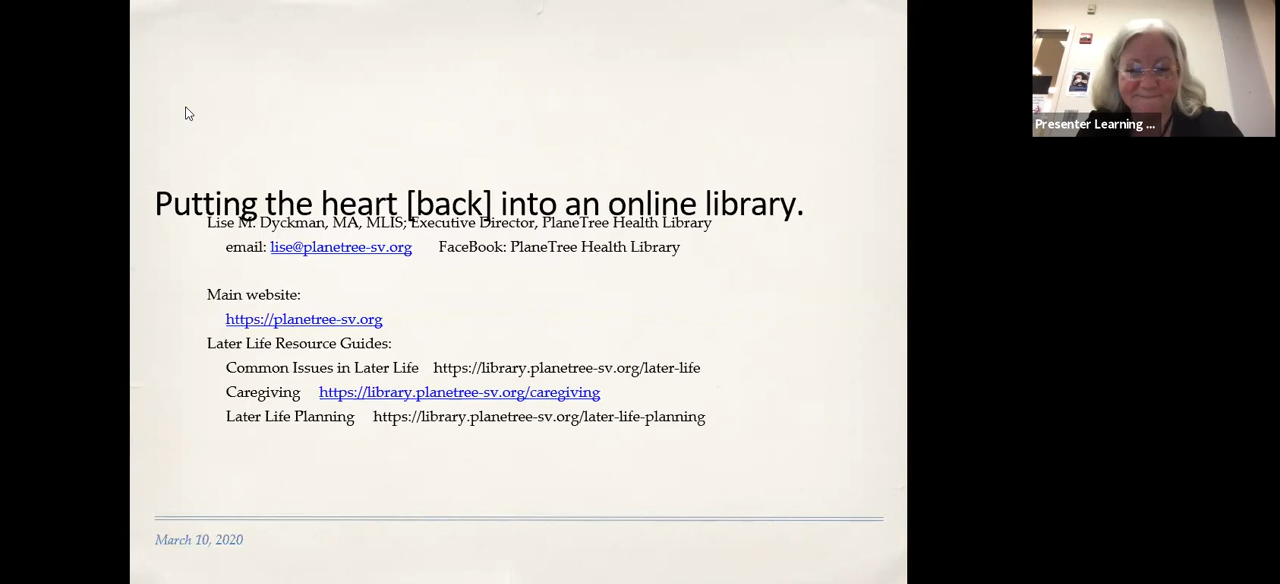 Putting the heart [back] into an online library.
Lise M. Dyckman, MA, MLIS; Executive Director, PlaneTree Health Library
email: lise@planetree-sv.org FaceBook: PlaneTree Health Library
Main website:
https://planetree-sv.org
Later Life Resource Guides:
Common Issues in Later Life https://library.planetree-sv.org/later-life
Caregiving https://library.planetree-sv.org/caregiving
Later Life Planning https://library.planetree-sv.org/later-life-planning
March 10, 2020
Presenter Learning ...